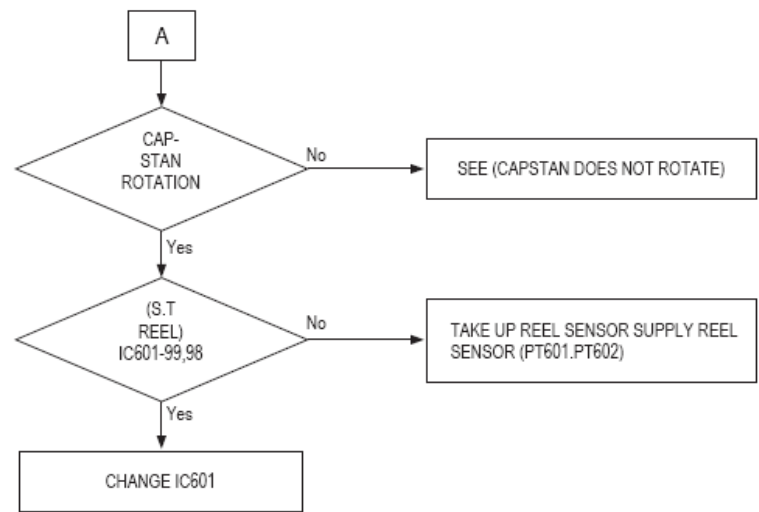 A
CAP-
STAN
ROTATION
No
SEE (CAPSTAN DOES NOT ROTATE)
Yes
(S.T
REEL)
IC601-99,98
No
TAKE UP REEL SENSOR SUPPLY REEL
SENSOR (PT601.PT602)
Yes
CHANGE IC601